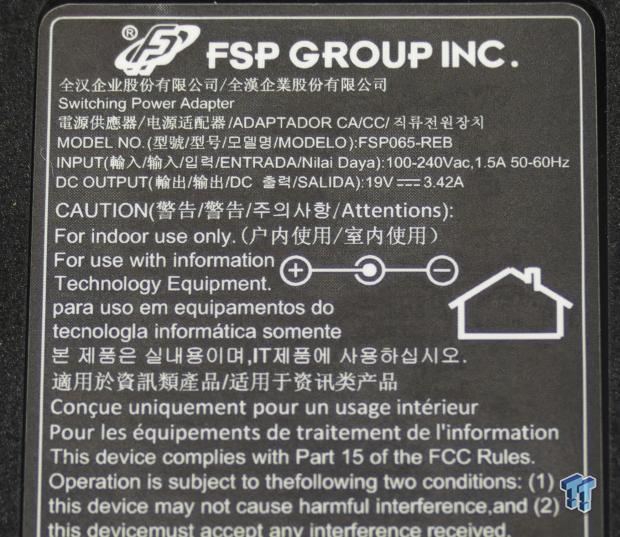 ® FSP GROUP INC.
全汉企业股份有限公司/全漢企業股份有限公司
Switching Power Adapter
電源供應器/电源适配器/ADAPTADOR CA/CC/ 직류전원장치
MODEL NO.(型號/型号/모델명/MODELO):FSP065-REB
INPUT(輸入/输入/입력/ENTRADA/Nilai Daya):100-240Vac,1.5A 50-60Hz
DC OUTPUT(輸出/输出/DC 출력/SALIDA):19V ⎓ 3.42A
CAUTION(警告/警告/주의사항/Attentions):
For indoor use only. (户内使用/室内使用)
For use with information
Technology Equipment.
para uso em equipamentos do
tecnologla informática somente
본 제품은 실내용이며,IT제품에 사용하십시오.
適用於資訊類產品/适用于资讯类产品
Conçue uniquement pour un usage intérieur
Pour les équipements de traitement de l'information
This device complies with Part 15 of the FCC Rules.
Operation is subject to thefollowing two conditions: (1)
this device may not cause harmful interference,and (2)
this devicemust accept any interference received,
TT